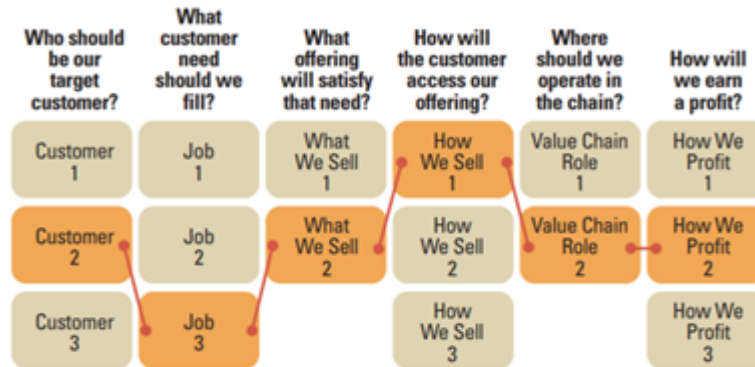 Who should
be our
target
customer?
What
customer
need
should we
fill?
What
offering
will satisfy
that need?
How will
the customer
access our
offering?
Where
should we
operate in
the chain?
How will
we earn
a profit?
Customer
1
Job
1
What
We Sell
1
How
We Sell
1
Value Chain
Role
1
How We
Profit
1
Customer
2
Job
2
What
We Sell
2
How
We Sell
2
Value Chain
Role
2
How We
Profit
2
Customer
3
Job
3
How
We Sell
3
How We
Profit
3